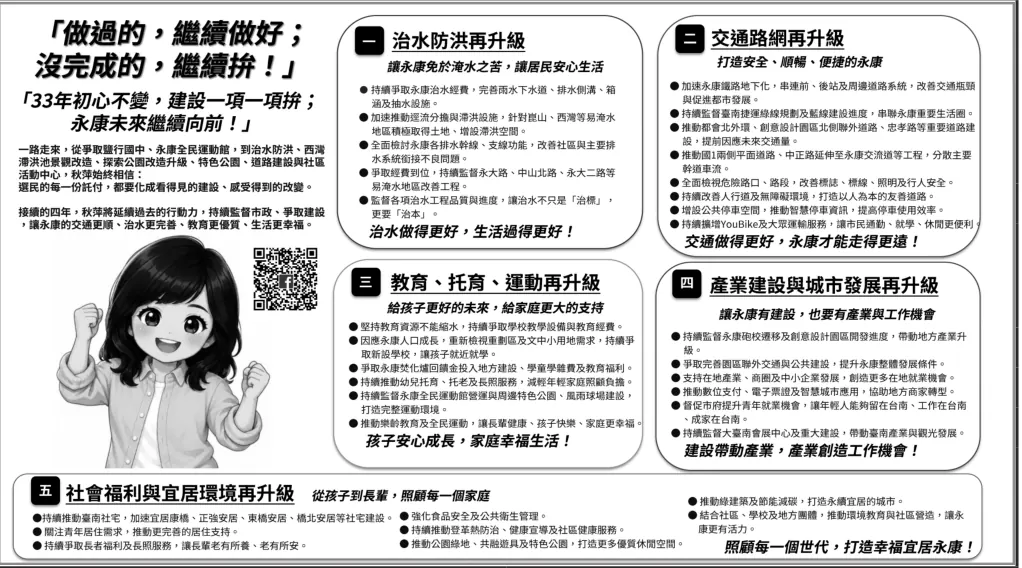 「做過的，繼續做好；
沒完成的，繼續拚！」
「33年初心不變，建設一項一項拚；
永康未來繼續向前！」
一路走來，從爭取鹽行國中、永康全民運動館，到治水防洪、西灣
滯洪池景觀改造、探索公園改造升級、特色公園、道路建設與社區
活動中心，秋萍始終相信：
選民的每一份託付，都要化成看得見的建設、感受得到的改變。
接續的四年，秋萍將延續過去的行動力，持續監督市政、爭取建設
，讓永康的交通更順、治水更完善、教育更優質、生活更幸福。
一 治水防洪再升級
讓永康免於淹水之苦，讓居民安心生活
● 持續爭取永康治水經費，完善雨水下水道、排水側溝、箱
涵及抽水設施。
● 加速推動逕流分擔與滯洪設施，針對崑山、西灣等易淹水
地區積極取得土地、增設滯洪空間。
● 全面檢討永康各排水幹線、支線功能，改善社區與主要排
水系統銜接不良問題。
● 爭取經費到位，持續改善大灣路、中山北路、永大二路等
易淹水地區改善工程。
● 監督各項治水工程品質與進度，讓治水不只是「治標」，
更要「治本」。
治水做得更好，生活過得更好！
二 交通路網再升級
打造安全、順暢、便捷的永康
● 加速永康鐵路地下化，串連前、後站及周邊道路系統，改善交通瓶頸
與促進都市發展。
● 持續監督臺南捷運綠線規劃及藍線建設進度，串聯永康重要生活圈。
● 推動都會北外環、創意設計園區北側聯外道路、忠孝路等重要道路建
設，提前因應未來交通量。
● 推動國1兩側平面道路、中正路延伸至永康交流道等工程，分散主要
幹道車流。
● 全面檢視危險路口、路段，改善標誌、標線、照明及行人安全。
● 持續改善人行道及無障礙環境，打造以人為本的友善道路。
● 增設公共停車空間，推動智慧停車資訊，提高停車使用效率。
● 持續擴增YouBike及大眾運輸服務，讓市民通勤、就學、休閒更便利。
交通做得更好，永康才能走得更遠！
三 教育、托育、運動再升級
給孩子更好的未來，給家庭更大的支持
● 堅持教育資源不能縮水，持續爭取學校教學設備與教育經費。
● 因應永康人口成長，重新檢視重劃區及文中小用地需求，持續爭
取新設學校，讓孩子就近就學。
● 爭取永康焚化爐回饋金投入地方建設、學童學雜費及教育福利。
● 持續推動幼兒托育、托老及長照服務，減輕年輕家庭照顧負擔。
● 持續監督永康全民運動館營運與周邊特色公園、風雨球場建設，
打造完整運動環境。
● 推動樂齡教育及全民運動，讓長輩健康、孩子快樂、家庭更幸福。
孩子安心成長，家庭幸福生活！
四 產業建設與城市發展再升級
讓永康有建設，也要有產業與工作機會
● 持續監督永康砲校遷移及創意設計園區開發進度，帶動地方產業升
級。
● 爭取完善園區聯外交通與公共建設，提升永康整體發展條件。
● 支持在地產業、商圈及中小企業發展，創造更多在地就業機會。
● 推動數位支付、電子票證及智慧城市應用，協助地方商家轉型。
● 督促市府提升青年就業機會，讓年輕人能夠留在台南、工作在台南
、成家在台南。
● 持續監督大臺南會展中心及重大建設，帶動臺南產業與觀光發展。
建設帶動產業，產業創造工作機會！
五 社會福利與宜居環境再升級 從孩子到長輩，照顧每一個家庭
●持續推動臺南社宅，加速宜居康橋、正強安居、東橋安居、橋北安居等社宅建設。
● 關注青年居住需求，推動更完善的居住支持。
● 持續爭取長者福利及長照服務，讓長輩老有所養、老有所安。
● 強化食品安全及公共衛生管理。
● 持續推動登革熱防治、健康宣導及社區健康服務。
● 推動公園綠地、共融遊具及特色公園，打造更多優質休閒空間。
● 推動綠建築及節能減碳，打造永續宜居的城市。
● 結合社區、學校及地方團體，推動環境教育與社區營造，讓永
康更有活力。
照顧每一個世代，打造幸福宜居永康！